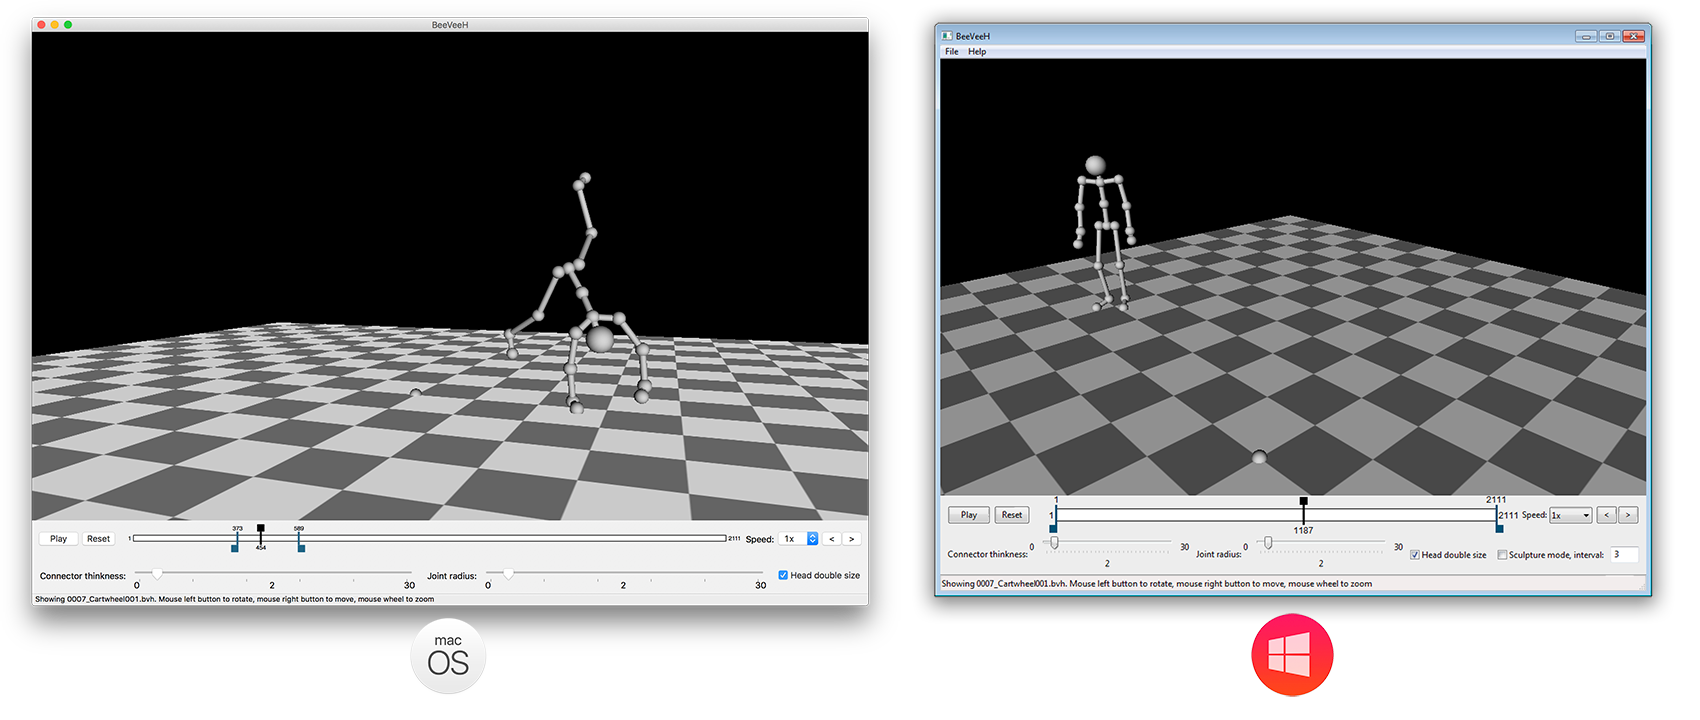 BeeVeeH
373
589
Play
Reset
1
454
2111
Speed:
1x
<
>
Connector thinkness:
0
2
30
Joint radius:
0
2
30
Head double size
Showing 0007_Cartwheel001.bvh. Mouse left button to rotate, mouse right button to move, mouse wheel to zoom
mac
OS
BeeVeeH
File Help
1
2111
Play
Reset
1
2111
Speed:
1x
<
>
1187
Connector thinkness:
0
30
2
Joint radius:
0
30
2
Head double size
Sculpture mode, interval:
3
Showing 0007_Cartwheel001.bvh. Mouse left button to rotate, mouse right button to move, mouse wheel to zoom